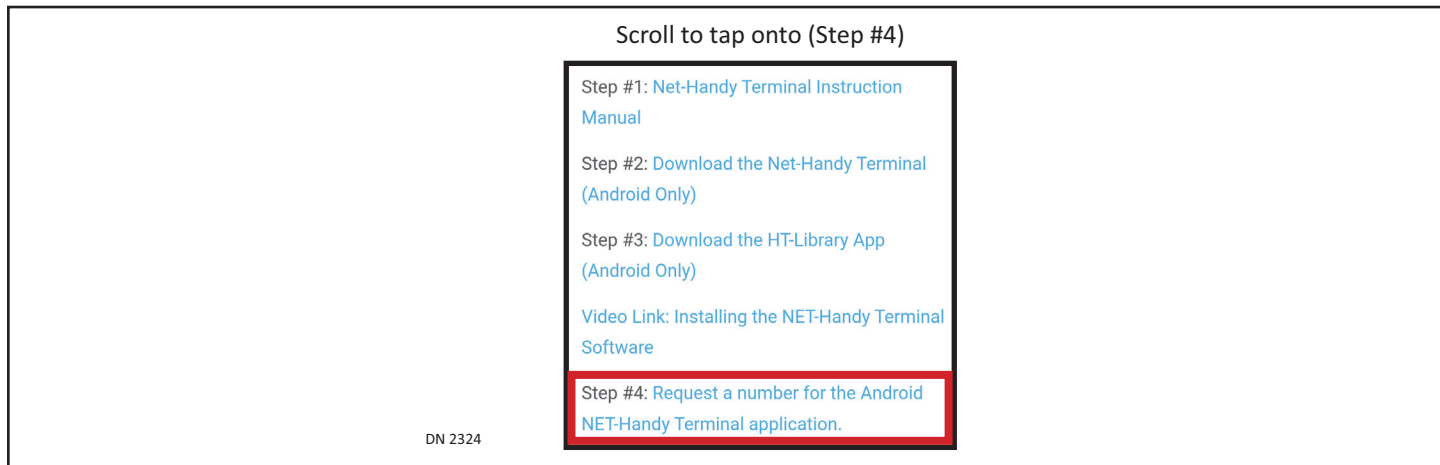 Scroll to tap onto (Step #4)
Step #1: Net-Handy Terminal Instruction
Manual
Step #2: Download the Net-Handy Terminal
(Android Only)
Step #3: Download the HT-Library App
(Android Only)
Video Link: Installing the NET-Handy Terminal
Software
Step #4: Request a number for the Android
NET-Handy Terminal application.
DN 2324